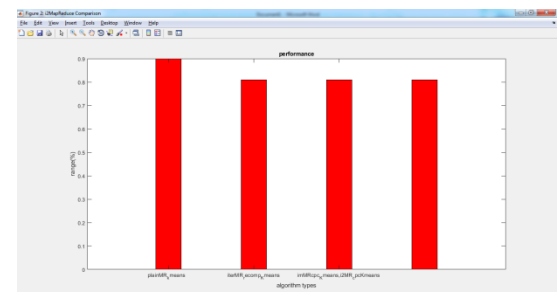 Figure 2: i2MapReduce Comparison
File Edit View Insert Tools Desktop Window Help
performance
0.9
0.8
0.7
0.6
0.5
0.4
0.3
0.2
0.1
0
range(%)
plainMR_kmeans
algorithm types